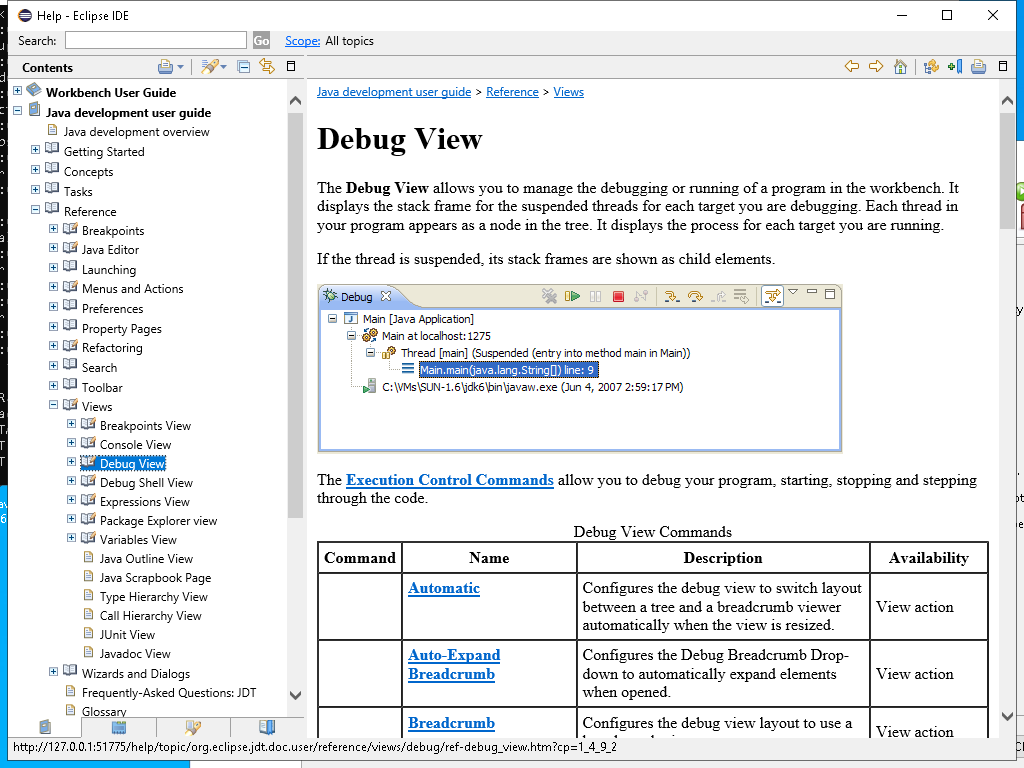 Help - Eclipse IDE
Search:
Go
Scope: All topics
Contents
Workbench User Guide
Java development user guide
Java development overview
Getting Started
Concepts
Tasks
Reference
Breakpoints
Java Editor
Launching
Menus and Actions
Preferences
Property Pages
Refactoring
Search
Toolbar
Views
Breakpoints View
Console View
Debug View
Debug Shell View
Expressions View
Package Explorer view
Variables View
Java Outline View
Java Scrapbook Page
Type Hierarchy View
Call Hierarchy View
JUnit View
Javadoc View
Wizards and Dialogs
Frequently-Asked Questions: JDT
Glossary
Java development user guide > Reference > Views
Debug View
The Debug View allows you to manage the debugging or running of a program in the workbench. It
displays the stack frame for the suspended threads for each target you are debugging. Each thread in
your program appears as a node in the tree. It displays the process for each target you are running.
If the thread is suspended, its stack frames are shown as child elements.
Debug
Main [Java Application]
Main at localhost:1275
Thread [main] (Suspended (entry into method main in Main))
Main.main(java.lang.String[]) line: 9
C:\VMs\SUN-1.6\jdk6\bin\javaw.exe (Jun 4, 2007 2:59:17 PM)
The Execution Control Commands allow you to debug your program, starting, stopping and stepping
through the code.
Debug View Commands
Command Name Description Availability
Automatic
Configures the debug view to switch layout
between a tree and a breadcrumb viewer
automatically when the view is resized.
View action
Auto-Expand
Breadcrumb
Configures the Debug Breadcrumb Drop-
down to automatically expand elements
when opened.
View action
Breadcrumb
Configures the debug view layout to use a
View action
http://127.0.0.1:51775/help/topic/org.eclipse.jdt.doc.user/reference/views/debug/ref-debug_view.htm?cp=1_4_9_2